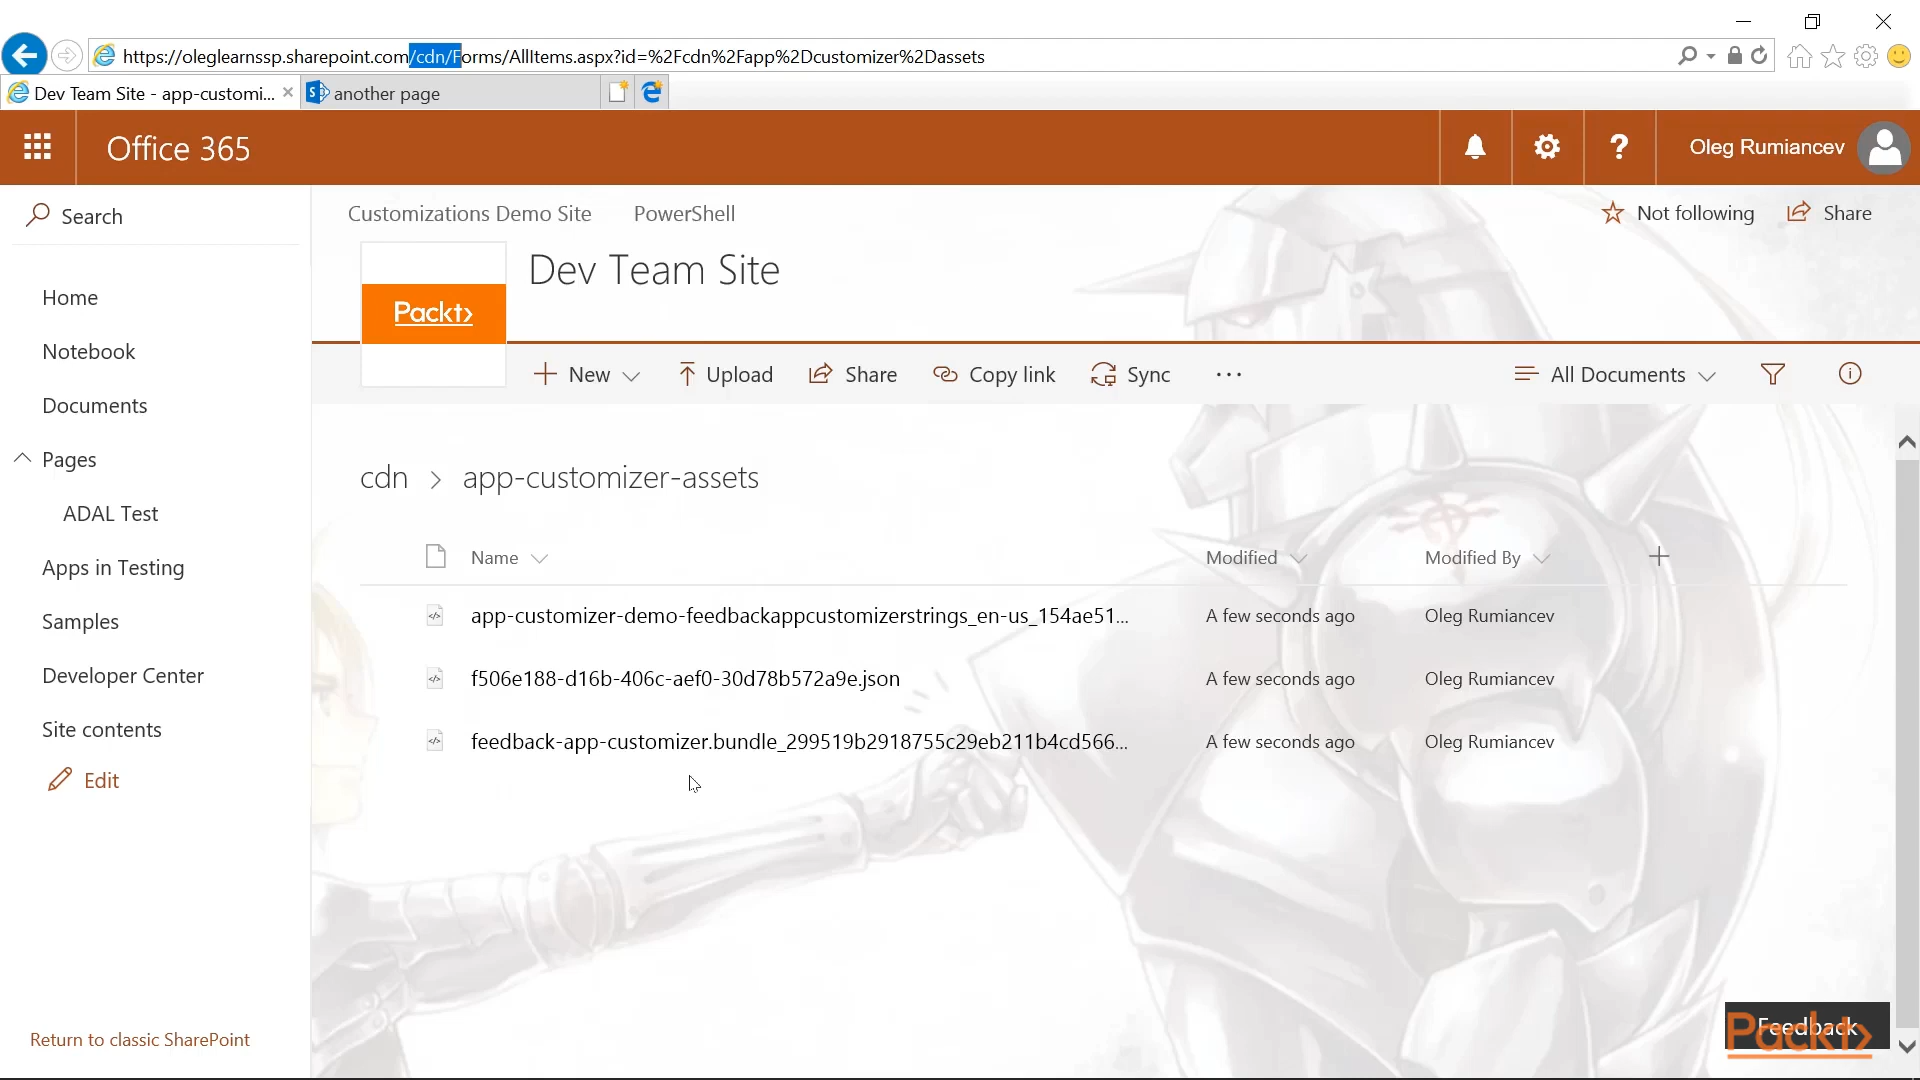 https://oleglearnssp.sharepoint.com/cdn/Forms/AllItems.aspx?id=%2Fcdn%2Fapp%2Dcustomizer%2Dassets
Dev Team Site - app-customi...
another page
Office 365
Oleg Rumiancev
Search
Customizations Demo Site
PowerShell
Not following
Share
Packt>
Dev Team Site
New
Upload
Share
Copy link
Sync
...
All Documents
Home
Notebook
Documents
Pages
ADAL Test
Apps in Testing
Samples
Developer Center
Site contents
Edit
Return to classic SharePoint
cdn > app-customizer-assets
Name
Modified
Modified By
app-customizer-demo-feedbackappcustomizerstrings_en-us_154ae51...
A few seconds ago
Oleg Rumiancev
f506e188-d16b-406c-aef0-30d78b572a9e.json
A few seconds ago
Oleg Rumiancev
feedback-app-customizer.bundle_299519b2918755c29eb211b4cd566...
A few seconds ago
Oleg Rumiancev
Feedback
Packt>